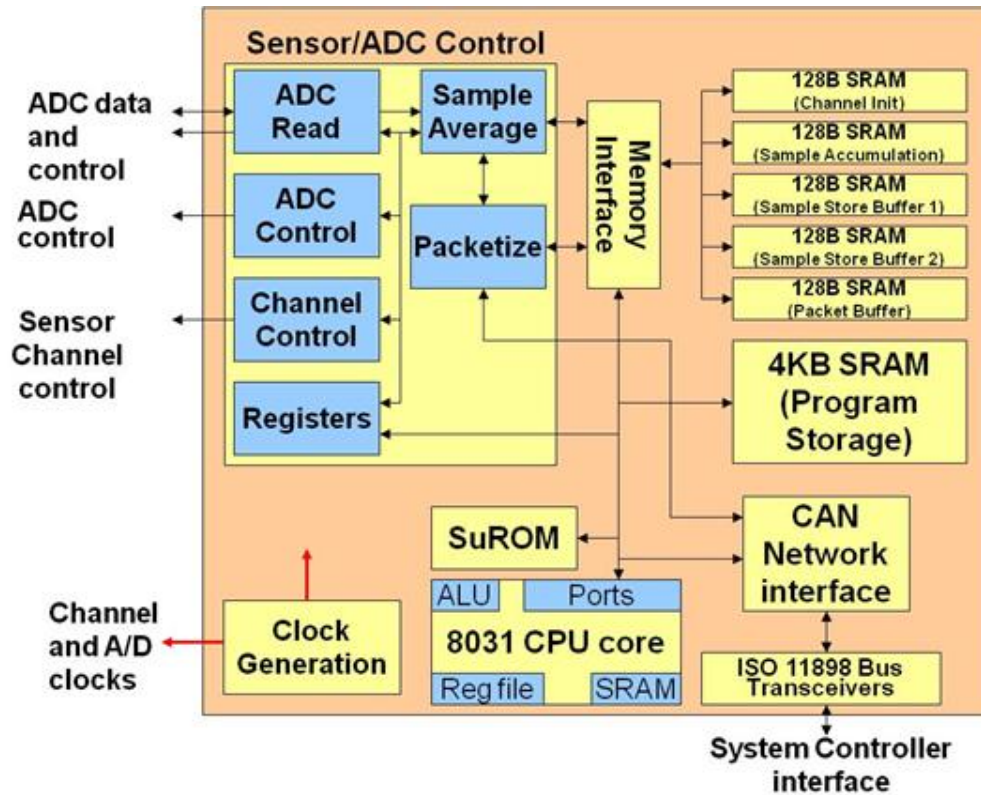 Sensor/ADC Control
ADC data
and
control
ADC
control
Sensor
Channel
control
Channel
and A/D
clocks
ADC
Read
Sample
Average
ADC
Control
Packetize
Channel
Control
Registers
Memory
Interface
128B SRAM
(Channel Init)
128B SRAM
(Sample Accumulation)
128B SRAM
(Sample Store Buffer 1)
128B SRAM
(Sample Store Buffer 2)
128B SRAM
(Packet Buffer)
4KB SRAM
(Program
Storage)
SuROM
CAN
Network
interface
Clock
Generation
ALU
Ports
8031 CPU core
Reg file
SRAM
ISO 11898 Bus
Transceivers
System Controller
interface